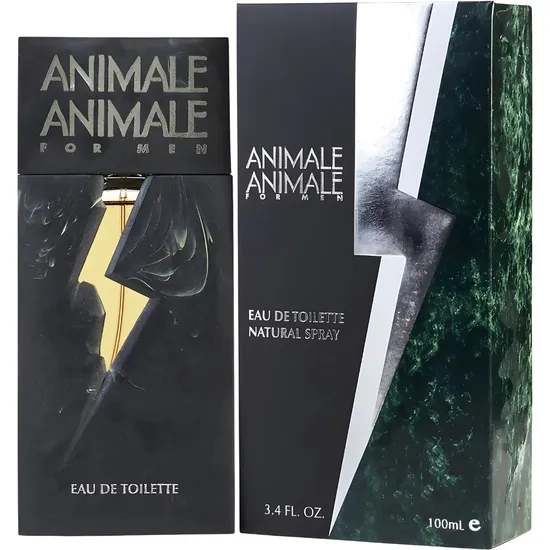 ANIMALE
ANIMALE
FOR MEN
EAU DE TOILETTE
ANIMALE
ANIMALE
FOR MEN
EAU DE TOILETTE
NATURAL SPRAY
3.4 FL. OZ.
100mL e